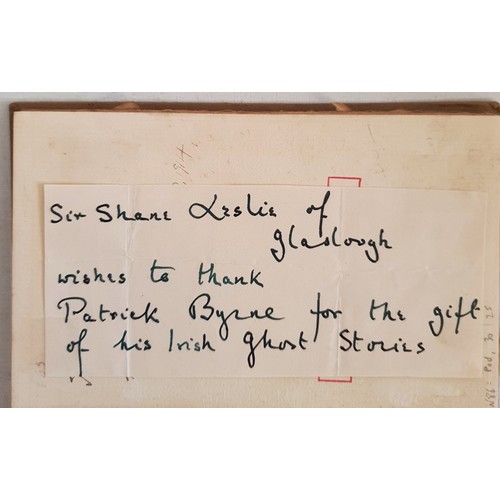 Sir Shane Leslie of
Glaslough
wishes to thank
Patrick Byrne for the gift
of his Irish Ghost Stories